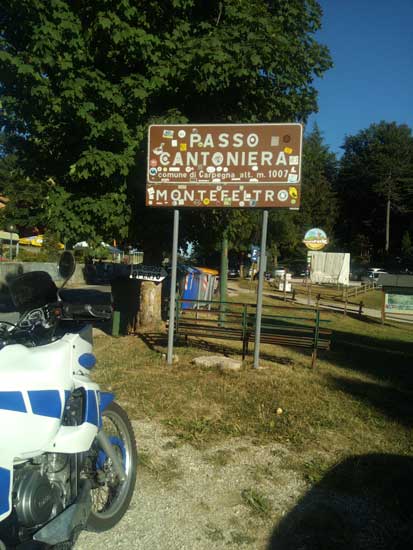 PASSO
CANTONIERA
comune di Carpegna alt. m. 1007
MONTEFELTRO